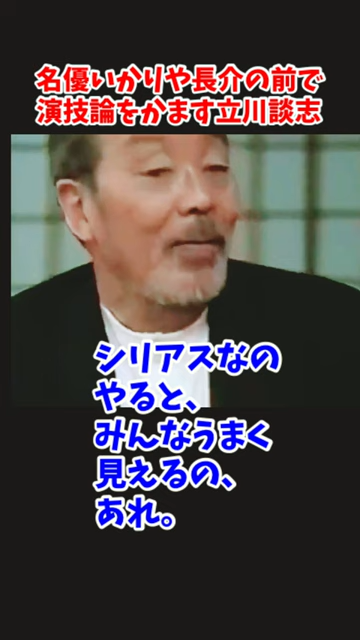 名優いかりや長介の前で
演技論をかます立川談志
シリアスなの
やると、
みんなうまく
見えるの、
あれ。